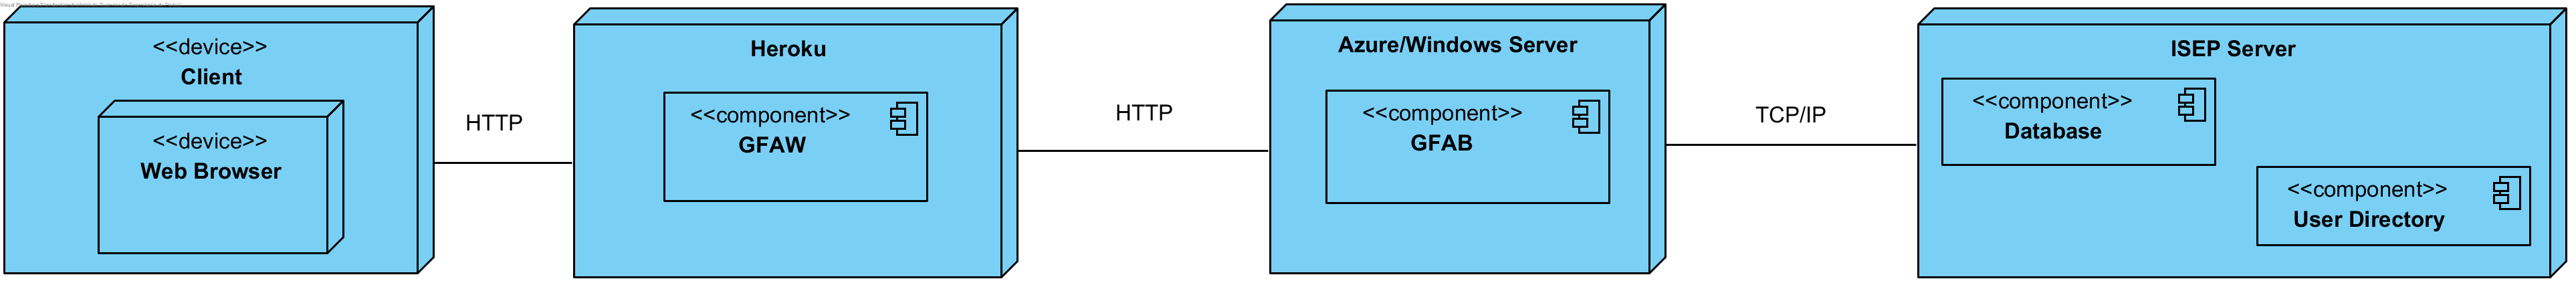 <<device>>
Client
<<device>>
Web Browser
HTTP
Heroku
<<component>>
GFAW
HTTP
Azure/Windows Server
<<component>>
GFAB
TCP/IP
ISEP Server
<<component>>
Database
<<component>>
User Directory